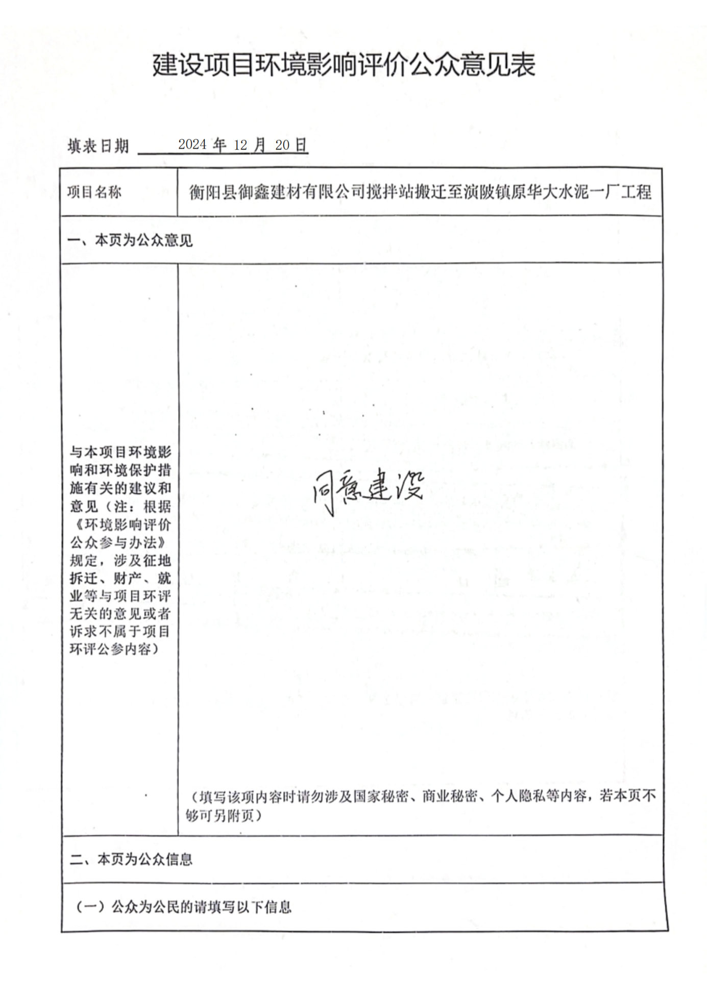 建设项目环境影响评价公众意见表
填表日期 2024 年 12 月 20 日
项目名称
衡阳县御鑫建材有限公司搅拌站搬迁至演陂镇原华大水泥一厂工程
一、本页为公众意见
与本项目环境影
响和环境保护措
施有关的建议和
意见（注：根据
《环境影响评价
公众参与办法》
规定，涉及征地
拆迁、财产、就
业等与项目环评
无关的意见或者
诉求不属于项目
环评公参内容）
同意建设
（填写该项内容时请勿涉及国家秘密、商业秘密、个人隐私等内容，若本页不
够可另附页）
二、本页为公众信息
（一）公众为公民的请填写以下信息